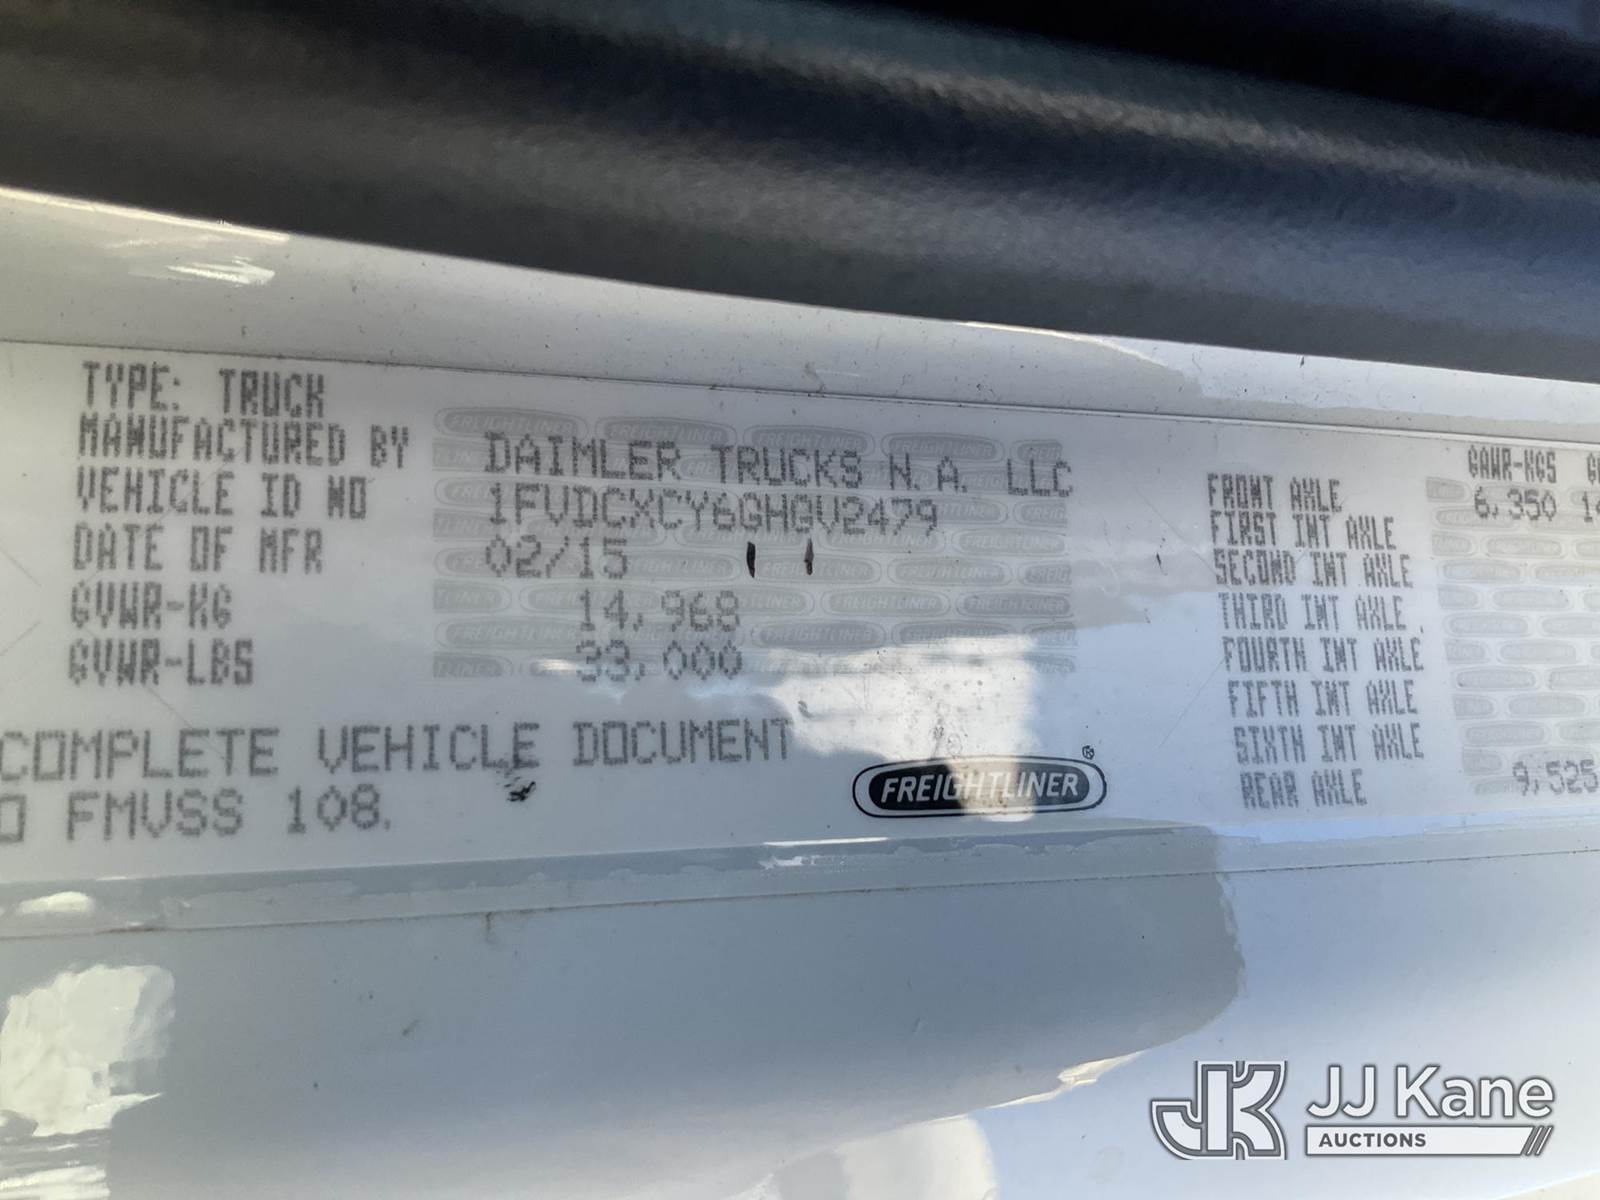 TYPE: TRUCK
MANUFACTURED BY DAIMLER TRUCKS N.A. LLC
VEHICLE ID NO 1FVDCXCY6GHGV2479
DATE OF MFR 02/15
GVWR-KG 14,968
GVWR-LBS 33,000
COMPLETE VEHICLE DOCUMENT
FMVSS 108.
FREIGHTLINER®
GAWR-KGS
FRONT AXLE 6,350 14
FIRST INT AXLE
SECOND INT AXLE
THIRD INT AXLE
FOURTH INT AXLE
FIFTH INT AXLE
SIXTH INT AXLE
REAR AXLE 9,525
JK JJ Kane
AUCTIONS